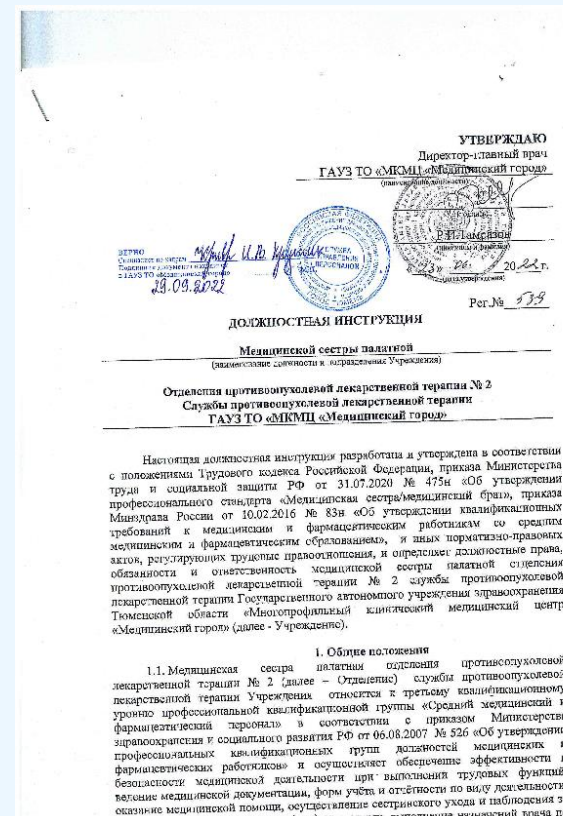 УТВЕРЖДАЮ
Директор-главный врач
ГАУЗ ТО «МКМЦ «Медицинский город»
ВЕРНО
29.09.2022
2022 г.
Рег.№ 539
ДОЛЖНОСТНАЯ ИНСТРУКЦИЯ
Медицинской сестры палатной
(наименование должности и направления Учреждения)
Отделения противоопухолевой лекарственной терапии № 2
Службы противоопухолевой лекарственной терапии
ГАУЗ ТО «МКМЦ «Медицинский город»
Настоящая должностная инструкция разработана и утверждена в соответствии
с положениями Трудового кодекса Российской Федерации, приказа Министерства
труда и социальной защиты РФ от 31.07.2020 № 475н «Об утверждении
профессионального стандарта «Медицинская сестра/медицинский брат», приказа
Минздрава России от 10.02.2016 № 83н «Об утверждении квалификационных
требований к медицинским и фармацевтическим работникам со средним
медицинским и фармацевтическим образованием», и иных нормативно-правовых
актов, регулирующих трудовые правоотношения, и определяет должностные права,
обязанности и ответственность медицинской сестры палатной отделения
противоопухолевой лекарственной терапии № 2 службы противоопухолевой
лекарственной терапии Государственного автономного учреждения здравоохранения
Тюменской области «Многопрофильный клинический медицинский центр
«Медицинский город» (далее - Учреждение).
1. Общие положения
1.1. Медицинская сестра палатная отделения противоопухолевой
лекарственной терапии № 2 (далее – Отделение) службы противоопухолевой
лекарственной терапии Учреждения относится к третьему квалификационному
уровню профессиональной квалификационной группы «Средний медицинский и
фармацевтический персонал» в соответствии с приказом Министерства
здравоохранения и социального развития РФ от 06.08.2007 № 526 «Об утверждении
профессиональных квалификационных групп должностей медицинских и
фармацевтических работников» и осуществляет обеспечение эффективности и
безопасности медицинской деятельности при выполнении трудовых функций,
ведение медицинской документации, форм учёта и отчётности по виду деятельности,
оказание медицинской помощи, осуществление сестринского ухода и наблюдения з
назначений врача по